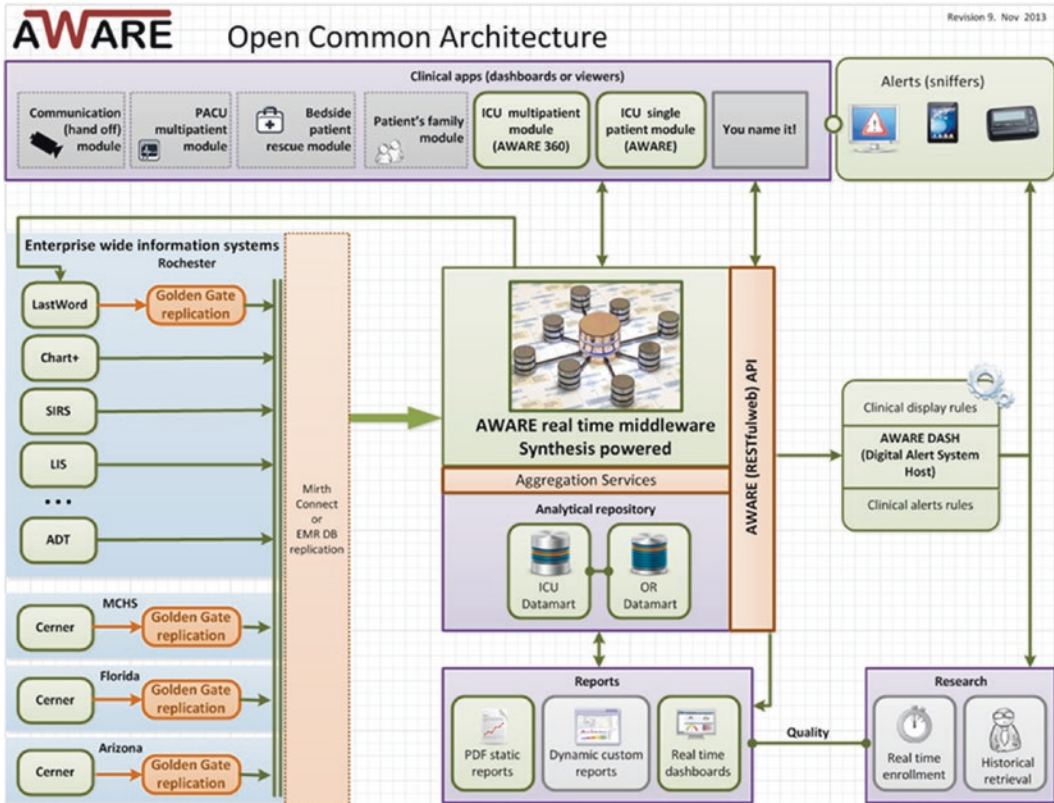 AWARE
Open Common Architecture
Revision 9. Nov 2013
Clinical apps (dashboards or viewers)
Communication
(hand off)
module
PACU
multipatient
module
Bedside
patient
rescue module
Patient's family
module
ICU multipatient
module
(AWARE 360)
ICU single
patient module
(AWARE)
You name it!
Alerts (sniffers)
Enterprise wide information systems
Rochester
LastWord
Golden Gate
replication
Chart+
SIRS
LIS
...
ADT
MCHS
Cerner
Golden Gate
replication
Florida
Cerner
Golden Gate
replication
Arizona
Cerner
Golden Gate
replication
Mirth
Connect
or
EMR DB
replication
AWARE real time middleware
Synthesis powered
Aggregation Services
Analytical repository
ICU
Datamart
OR
Datamart
AWARE (RESTfulweb) API
Clinical display rules
AWARE DASH
(Digital Alert System
Host)
Clinical alerts rules
Reports
PDF static
reports
Dynamic custom
reports
Real time
dashboards
Quality
Research
Real time
enrollment
Historical
retrieval